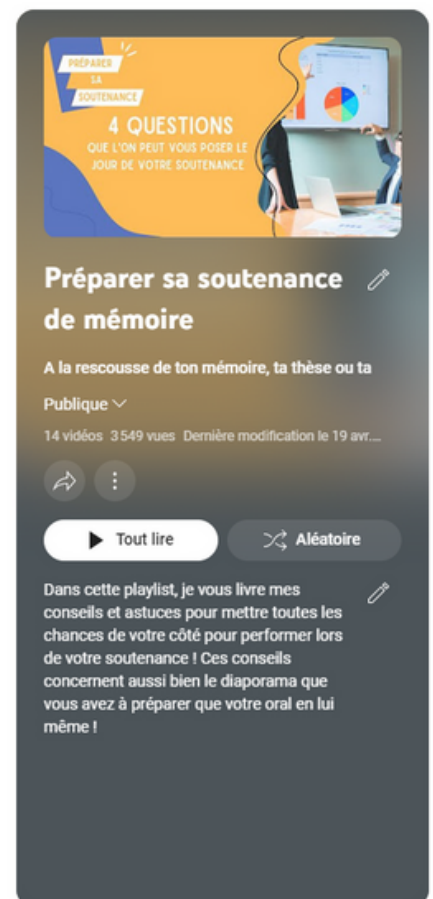 PRÉPARER
SA
SOUTENANCE
4 QUESTIONS
QUE L'ON PEUT VOUS POSER LE
JOUR DE VOTRE SOUTENANCE
Préparer sa soutenance
de mémoire
A la rescousse de ton mémoire, ta thèse ou ta
Publique
14 vidéos 3 549 vues Dernière modification le 19 avr....
Tout lire
Aléatoire
Dans cette playlist, je vous livre mes
conseils et astuces pour mettre toutes les
chances de votre côté pour performer lors
de votre soutenance ! Ces conseils
concernent aussi bien le diaporama que
vous avez à préparer que votre oral en lui
même !